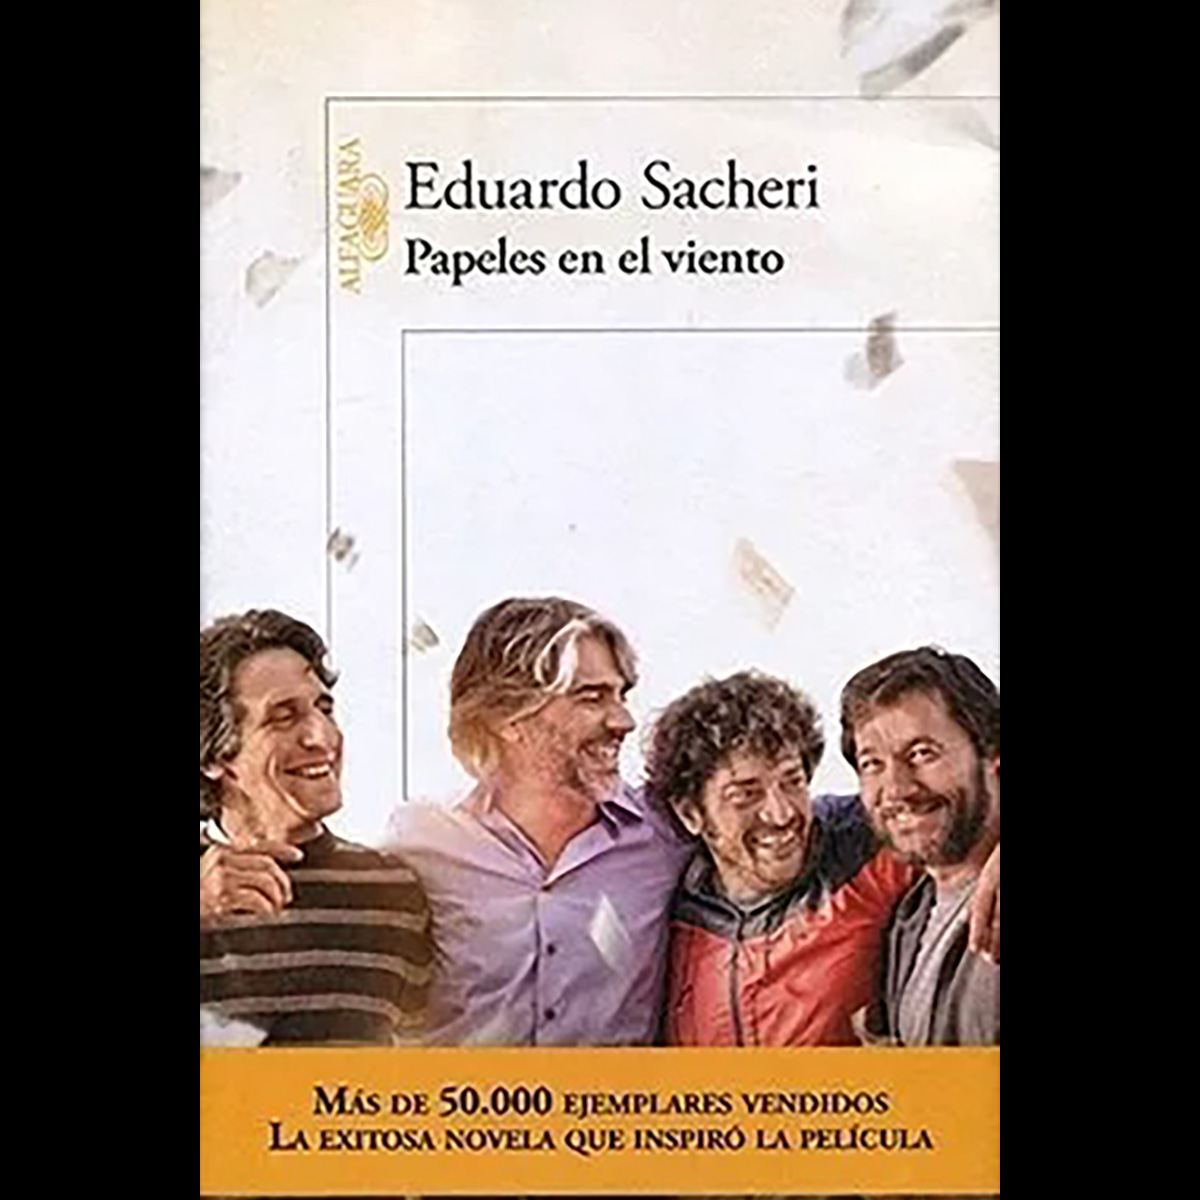 Eduardo Sacheri
Papeles en el viento
ALFAGUARA
MÁS DE 50.000 EJEMPLARES VENDIDOS
LA EXITOSA NOVELA QUE INSPIRÓ LA PELÍCULA